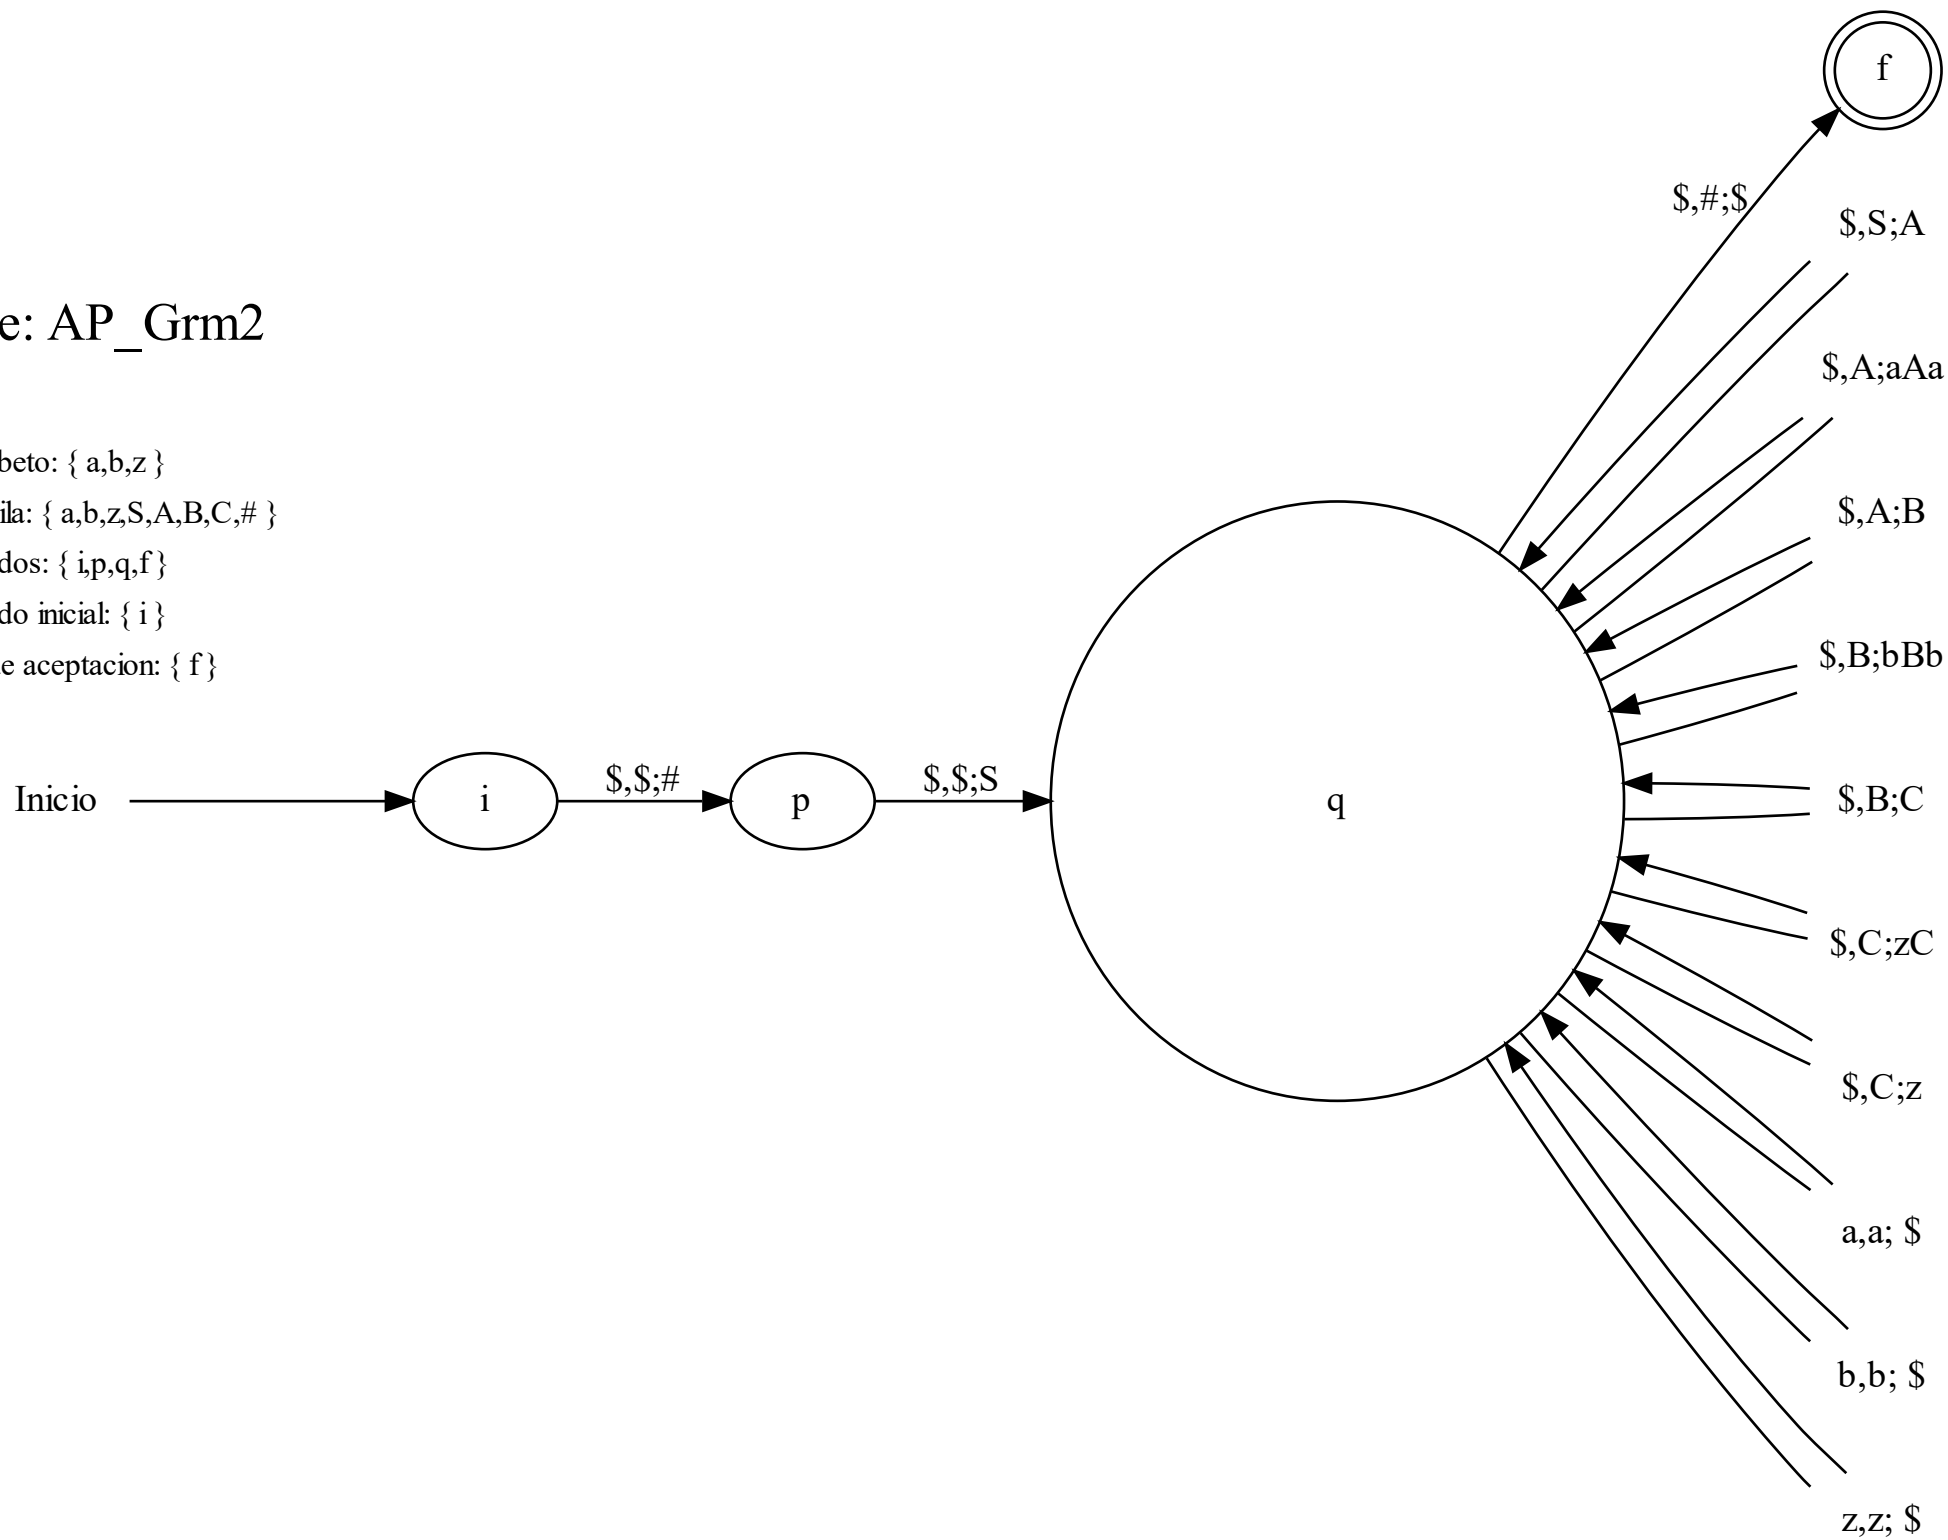 e: AP_Grm2
beto: { a,b,z }
ila: { a,b,z,S,A,B,C,# }
dos: { i,p,q,f }
do inicial: { i }
e aceptacion: { f }
Inicio
i
$,$;#
p
$,$;S
q
f
$,#;$
$,S;A
$,A;aAa
$,A;B
$,B;bBb
$,B;C
$,C;zC
$,C;z
a,a; $
b,b; $
z,z; $